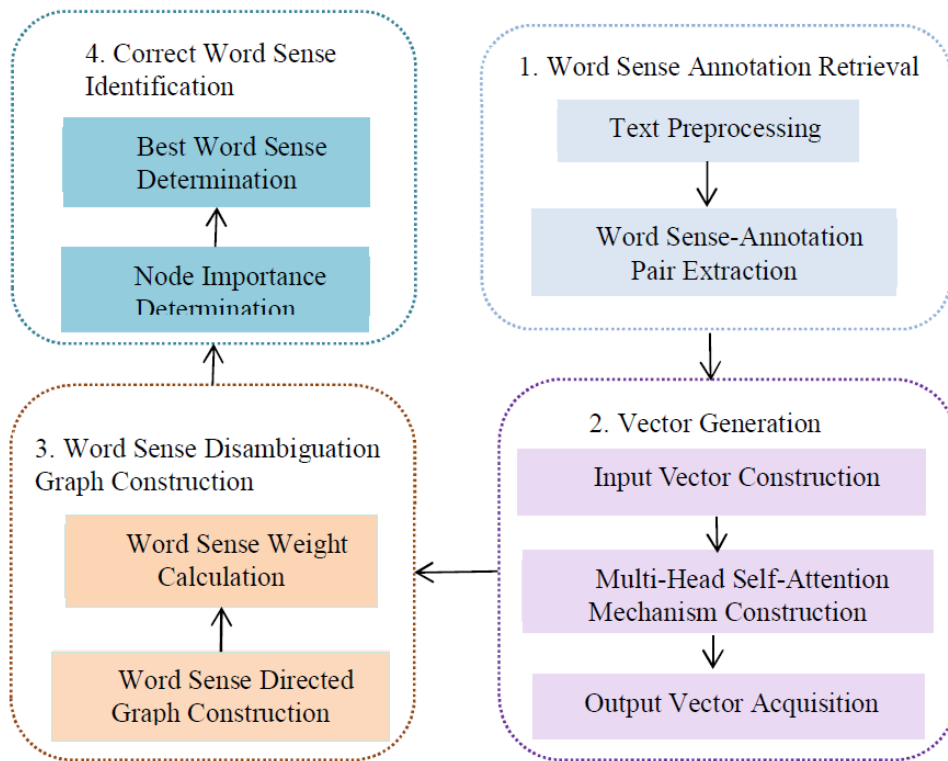 1. Word Sense Annotation Retrieval
Text Preprocessing
Word Sense-Annotation
Pair Extraction
2. Vector Generation
Input Vector Construction
Multi-Head Self-Attention
Mechanism Construction
Output Vector Acquisition
3. Word Sense Disambiguation
Graph Construction
Word Sense Weight
Calculation
Word Sense Directed
Graph Construction
4. Correct Word Sense
Identification
Best Word Sense
Determination
Node Importance
Determination